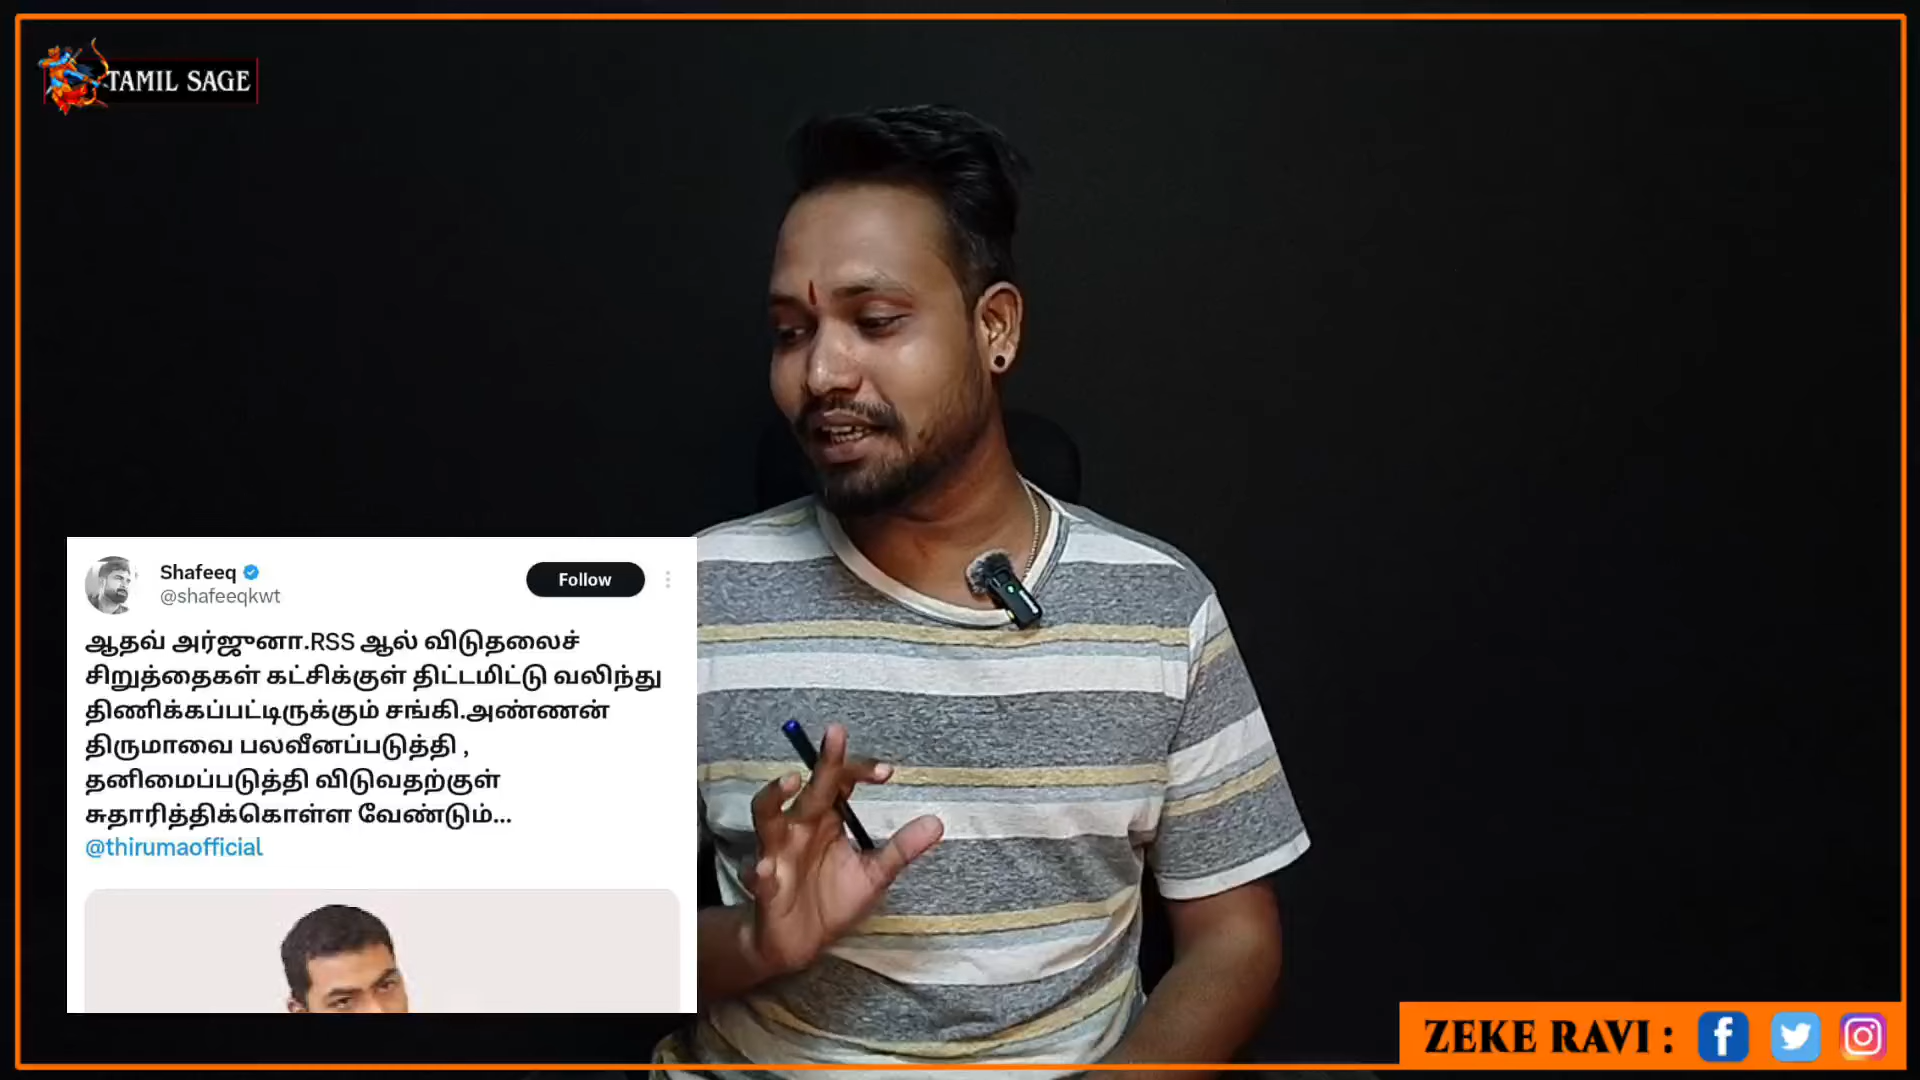 TAMIL SAGE
Shafeeq
@shafeeqkwt
Follow
ஆதவ் அர்ஜுனா.RSS ஆல் விடுதலைச்
சிறுத்தைகள் கட்சிக்குள் திட்டமிட்டு வலிந்து
திணிக்கப்பட்டிருக்கும் சங்கி.அண்ணன்
திருமாவை பலவீனப்படுத்தி ,
தனிமைப்படுத்தி விடுவதற்குள்
சுதாரித்திக்கொள்ள வேண்டும்...
@thirumaofficial
ZEKE RAVI :